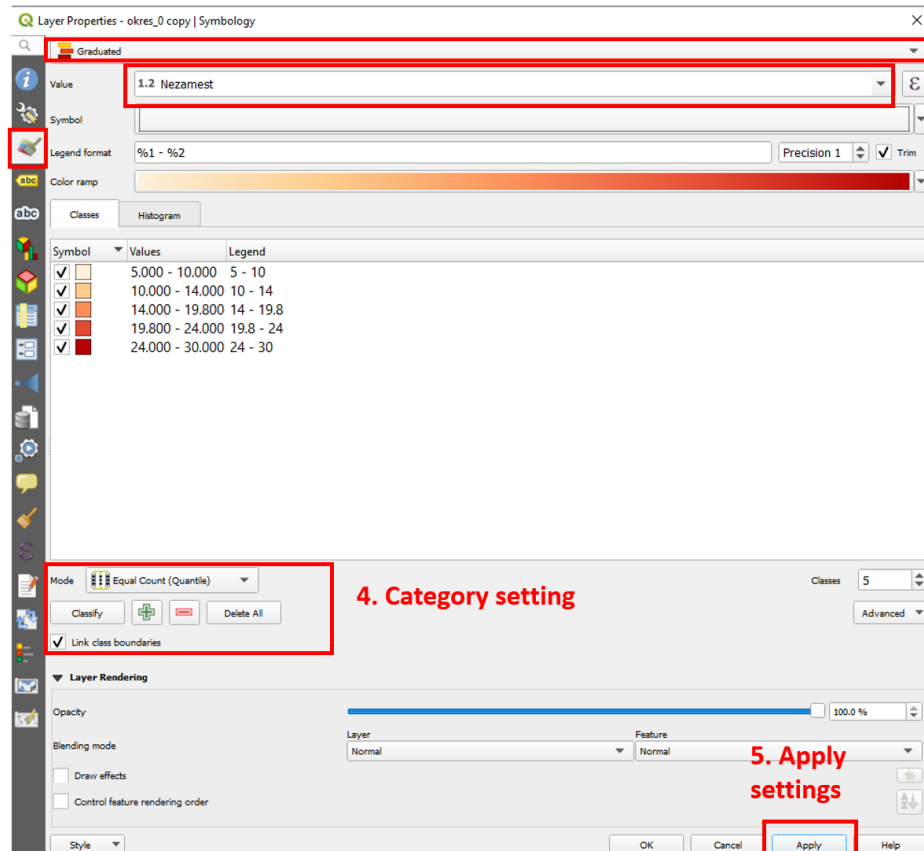 Layer Properties - okres_0 copy | Symbology
Graduated
Value 1.2 Nezamest ε
Symbol
Legend format %1 - %2 Precision 1 Trim
Color ramp
Classes Histogram
Symbol Values Legend
5.000 - 10.000 5 - 10
10.000 - 14.000 10 - 14
14.000 - 19.800 14 - 19.8
19.800 - 24.000 19.8 - 24
24.000 - 30.000 24 - 30
abc
abc
Mode Equal Count (Quantile) Classes 5
4. Category setting
Classify Delete All Advanced
Link class boundaries
Layer Rendering
Opacity 100.0 %
Layer Feature
Blending mode Normal Normal
5. Apply
settings
Draw effects
Control feature rendering order
Style OK Cancel Apply Help